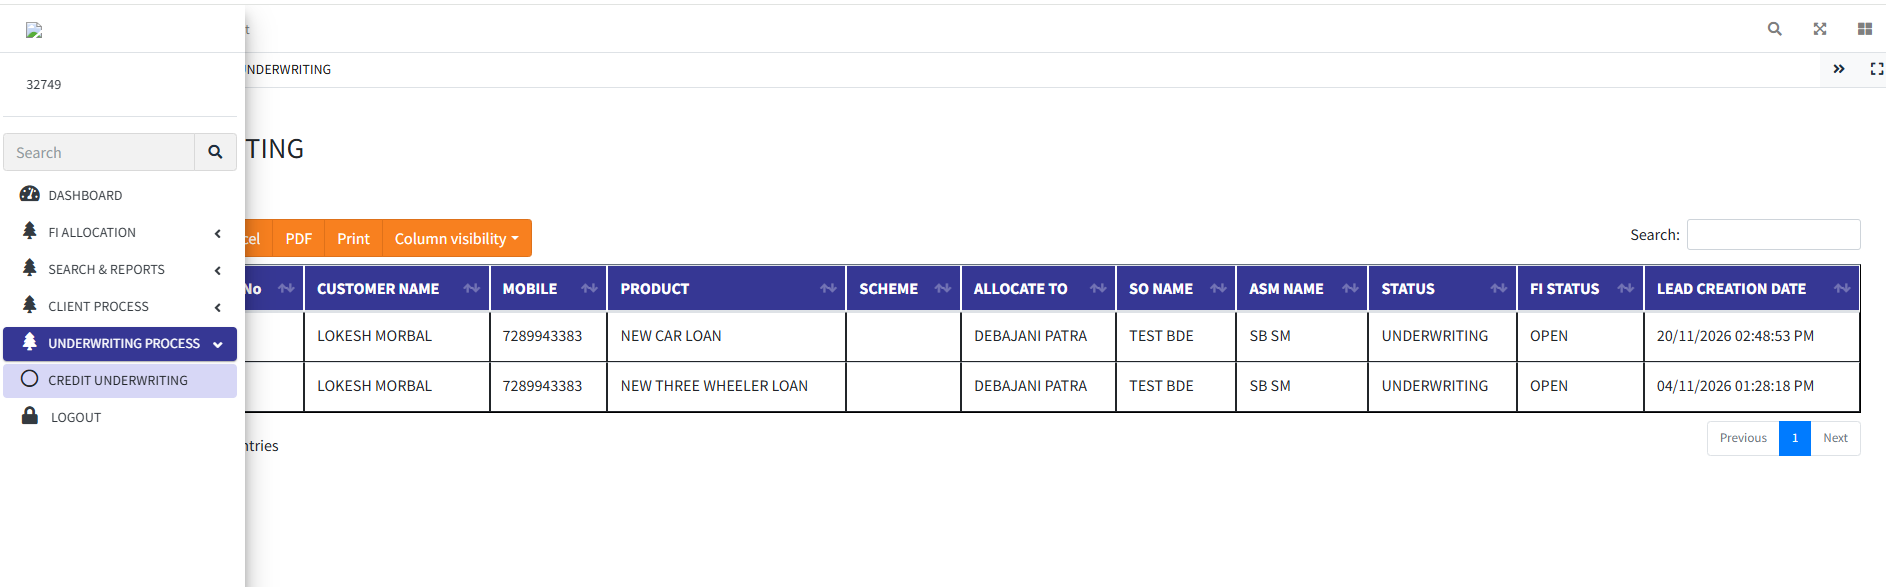 t
32749
NDERWRITING
Search
TING
DASHBOARD
FI ALLOCATION
SEARCH & REPORTS
CLIENT PROCESS
UNDERWRITING PROCESS
CREDIT UNDERWRITING
LOGOUT
cel PDF Print Column visibility
Search:
No CUSTOMER NAME MOBILE PRODUCT SCHEME ALLOCATE TO SO NAME ASM NAME STATUS FI STATUS LEAD CREATION DATE
LOKESH MORBAL 7289943383 NEW CAR LOAN DEBAJANI PATRA TEST BDE SB SM UNDERWRITING OPEN 20/11/2026 02:48:53 PM
LOKESH MORBAL 7289943383 NEW THREE WHEELER LOAN DEBAJANI PATRA TEST BDE SB SM UNDERWRITING OPEN 04/11/2026 01:28:18 PM
ntries
Previous 1 Next